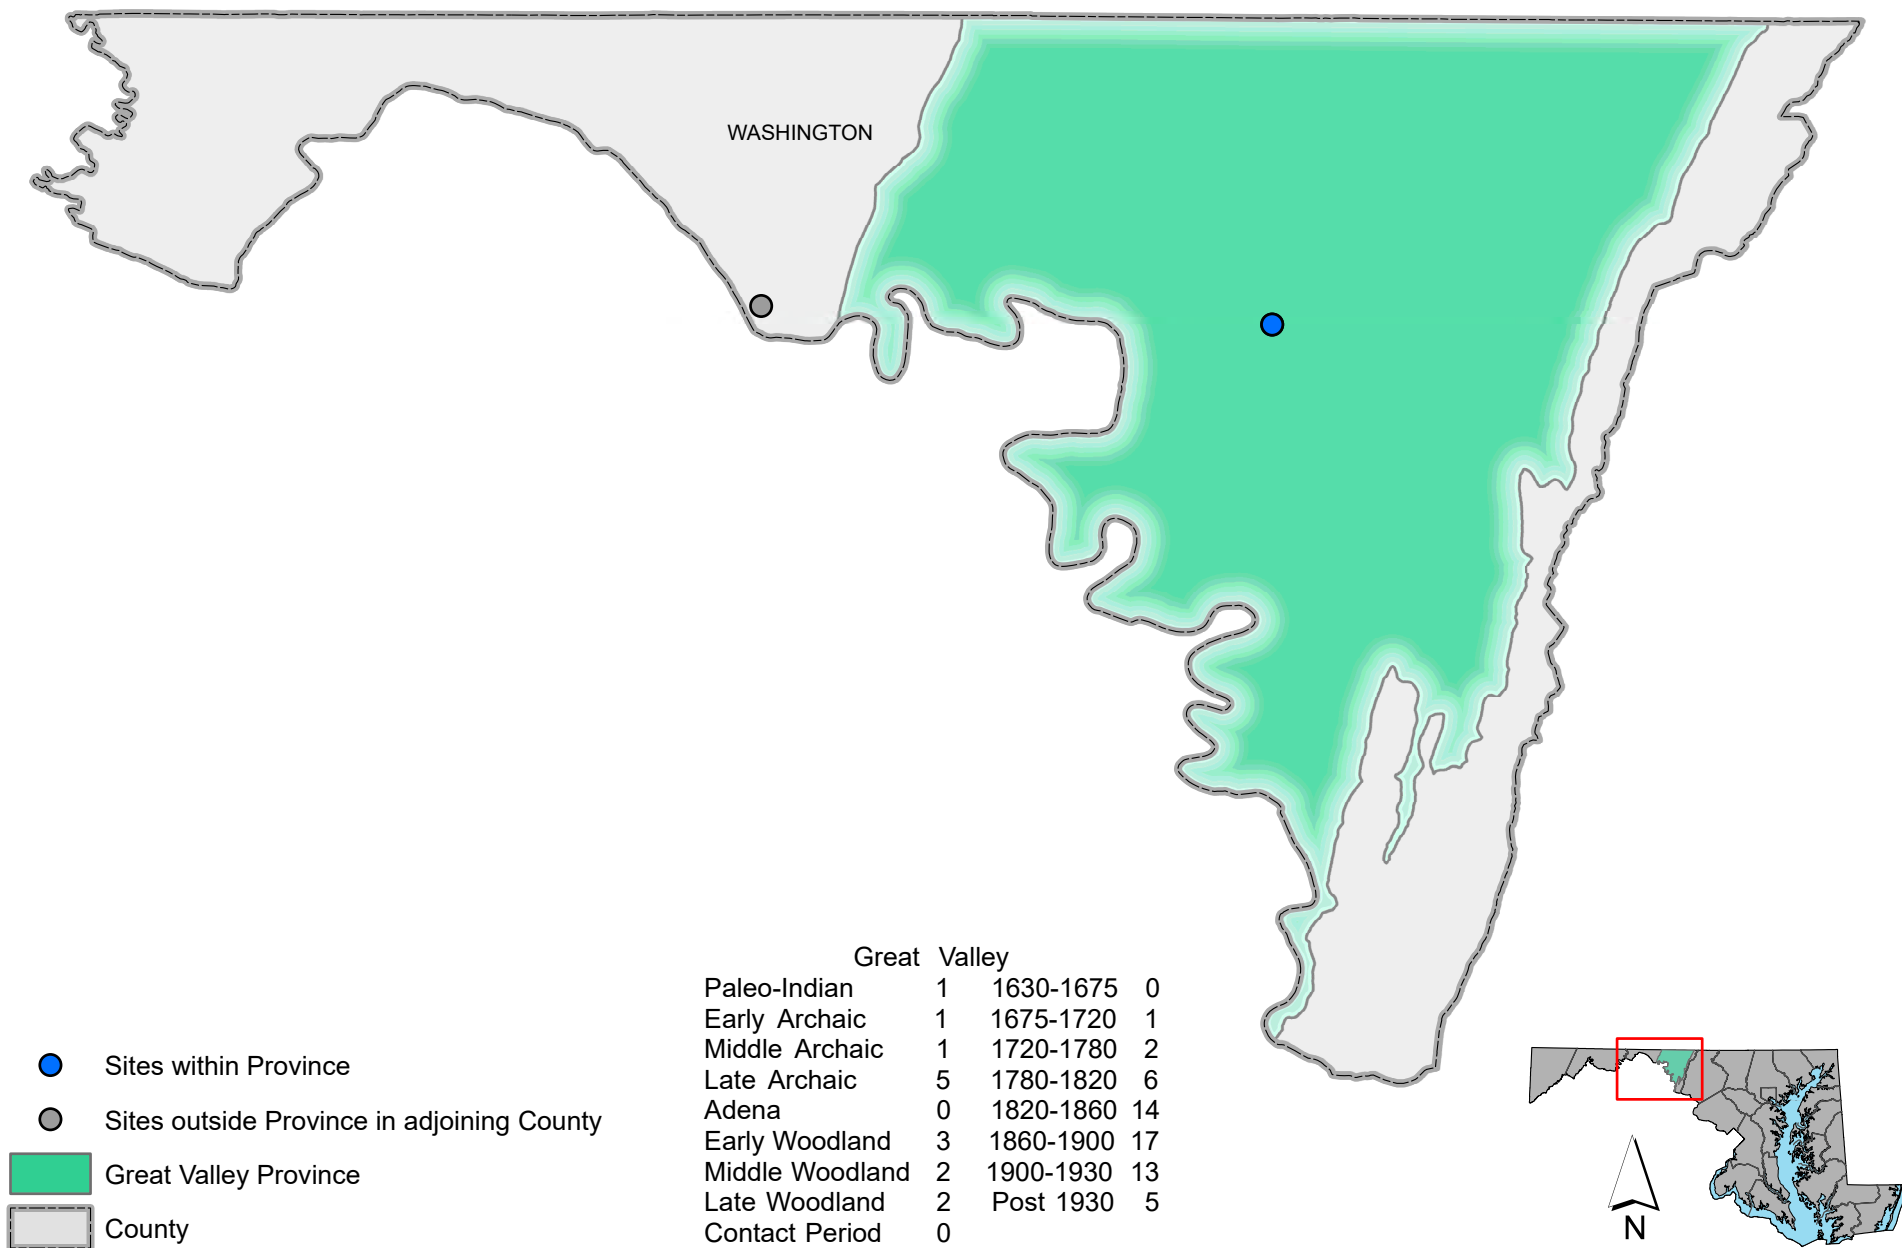 WASHINGTON
Great Valley
Paleo-Indian 1 1630-1675 0
Early Archaic 1 1675-1720 1
Middle Archaic 1 1720-1780 2
Late Archaic 5 1780-1820 6
Adena 0 1820-1860 14
Early Woodland 3 1860-1900 17
Middle Woodland 2 1900-1930 13
Late Woodland 2 Post 1930 5
Contact Period 0
Sites within Province
Sites outside Province in adjoining County
Great Valley Province
County
N